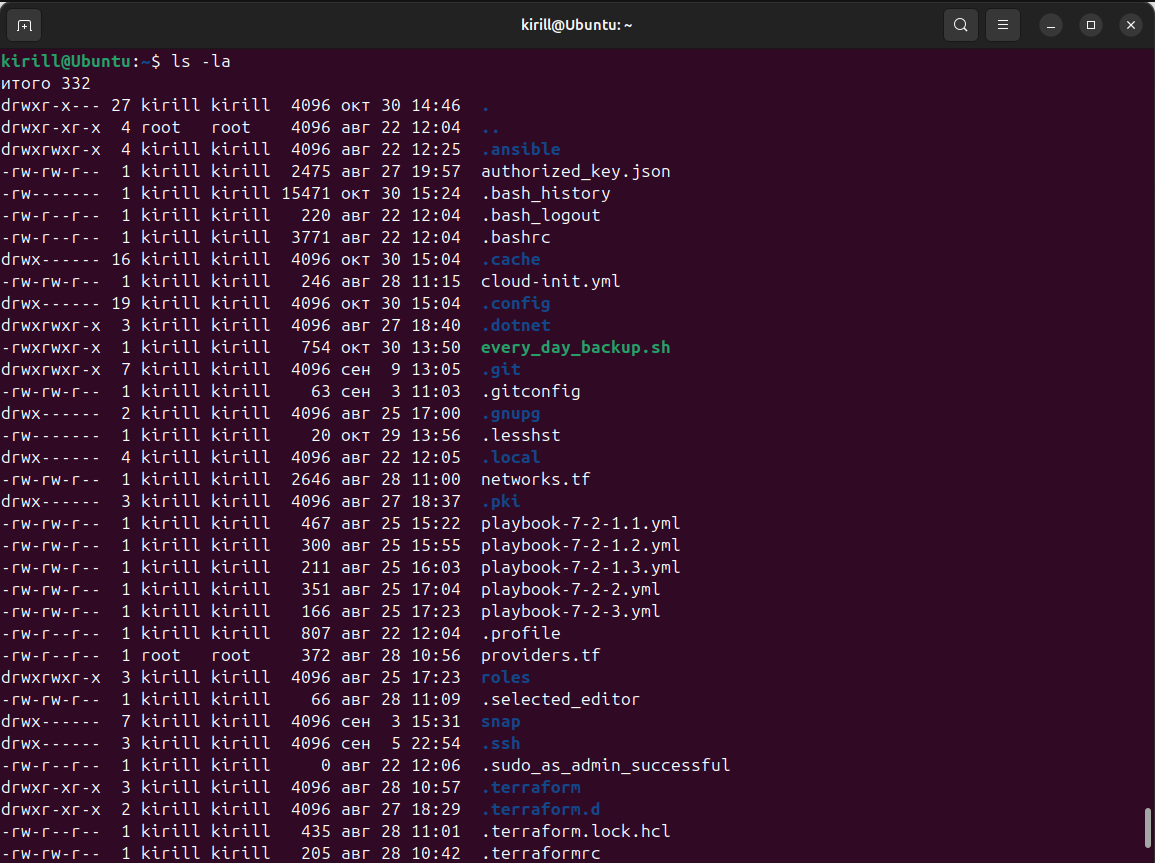 kirill@Ubuntu: ~
kirill@Ubuntu:~$ ls -la
итого 332
drwxr-x--- 27 kirill kirill  4096 окт 30 14:46  .
drwxr-xr-x  4 root   root    4096 авг 22 12:04  ..
drwxrwxr-x  4 kirill kirill  4096 авг 22 12:25  .ansible
-rw-rw-r--  1 kirill kirill  2475 авг 27 19:57  authorized_key.json
-rw-------  1 kirill kirill 15471 окт 30 15:24  .bash_history
-rw-r--r--  1 kirill kirill   220 авг 22 12:04  .bash_logout
-rw-r--r--  1 kirill kirill  3771 авг 22 12:04  .bashrc
drwx------ 16 kirill kirill  4096 окт 30 15:04  .cache
-rw-rw-r--  1 kirill kirill   246 авг 28 11:15  cloud-init.yml
drwx------ 19 kirill kirill  4096 окт 30 15:04  .config
drwxrwxr-x  3 kirill kirill  4096 авг 27 18:40  .dotnet
-rwxrwxr-x  1 kirill kirill   754 окт 30 13:50  every_day_backup.sh
drwxrwxr-x  7 kirill kirill  4096 сен  9 13:05  .git
-rw-rw-r--  1 kirill kirill    63 сен  3 11:03  .gitconfig
drwx------  2 kirill kirill  4096 авг 25 17:00  .gnupg
-rw-------  1 kirill kirill    20 окт 29 13:56  .lesshst
drwx------  4 kirill kirill  4096 авг 22 12:05  .local
-rw-rw-r--  1 kirill kirill  2646 авг 28 11:00  networks.tf
drwx------  3 kirill kirill  4096 авг 27 18:37  .pki
-rw-rw-r--  1 kirill kirill   467 авг 25 15:22  playbook-7-2-1.1.yml
-rw-rw-r--  1 kirill kirill   300 авг 25 15:55  playbook-7-2-1.2.yml
-rw-rw-r--  1 kirill kirill   211 авг 25 16:03  playbook-7-2-1.3.yml
-rw-rw-r--  1 kirill kirill   351 авг 25 17:04  playbook-7-2-2.yml
-rw-rw-r--  1 kirill kirill   166 авг 25 17:23  playbook-7-2-3.yml
-rw-r--r--  1 kirill kirill   807 авг 22 12:04  .profile
-rw-r--r--  1 root   root     372 авг 28 10:56  providers.tf
drwxrwxr-x  3 kirill kirill  4096 авг 25 17:23  roles
-rw-rw-r--  1 kirill kirill    66 авг 28 11:09  .selected_editor
drwx------  7 kirill kirill  4096 сен  3 15:31  snap
drwx------  3 kirill kirill  4096 сен  5 22:54  .ssh
-rw-r--r--  1 kirill kirill     0 авг 22 12:06  .sudo_as_admin_successful
drwxr-xr-x  3 kirill kirill  4096 авг 28 10:57  .terraform
drwxr-xr-x  2 kirill kirill  4096 авг 27 18:29  .terraform.d
-rw-r--r--  1 kirill kirill   435 авг 28 11:01  .terraform.lock.hcl
-rw-rw-r--  1 kirill kirill   205 авг 28 10:42  .terraformrc